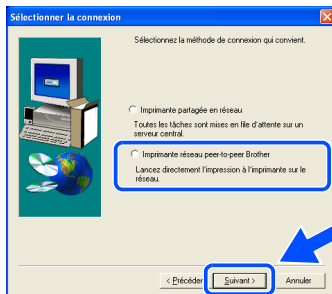 Sélectionner la connexion
Sélectionnez la méthode de connexion qui convient.
Imprimante partagée en réseau
Toutes les tâches sont mises en file d'attente sur un
serveur central.
Imprimante réseau peer-to-peer Brother
Lancez directement l'impression à l'imprimante sur le
réseau.
< Précédent
Suivant >
Annuler